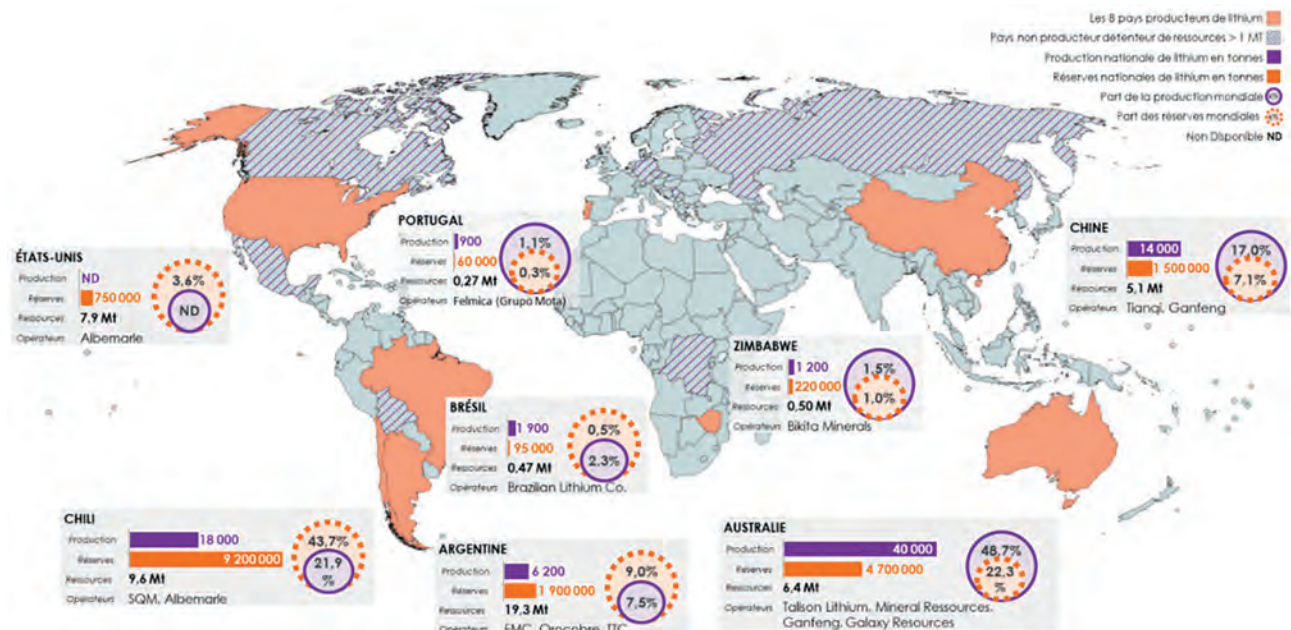 Les 8 pays producteurs de lithium
Pays non producteur détenteur de ressources > 1 MT
Production nationale de lithium en tonnes
Réserves nationales de lithium en tonnes
Part de la production mondiale
Part des réserves mondiales
Non Disponible ND
ÉTATS-UNIS
Production ND
Réserves 750 000
Ressources 7,9 Mt
Opérateurs Albemarle
3,6%
ND
PORTUGAL
Production 900
Réserves 60 000
Ressources 0,27 Mt
Opérateurs Felmica (Grupo Mota)
1,1%
0,3%
CHINE
Production 14 000
Réserves 1 500 000
Ressources 5,1 Mt
Opérateurs Tianqi, Ganfeng
17,0%
7,1%
ZIMBABWE
Production 1 200
Réserves 220 000
Ressources 0,50 Mt
Opérateurs Bikita Minerals
1,5%
1,0%
BRÉSIL
Production 1 900
Réserves 95 000
Ressources 0,47 Mt
Opérateurs Brazilian Lithium Co.
0,5%
2,3%
CHILI
Production 18 000
Réserves 9 200 000
Ressources 9,6 Mt
Opérateurs SQM, Albemarle
43,7%
21,9
%
ARGENTINE
Production 6 200
Réserves 1 900 000
Ressources 19,3 Mt
Opérateurs FMC, Orocobre,
9,0%
7,5%
AUSTRALIE
Production 40 000
Réserves 4 700 000
Ressources 6,4 Mt
Opérateurs Talison Lithium, Mineral Ressources,
Ganfeng, Galaxy Resources
48,7%
22,3
%